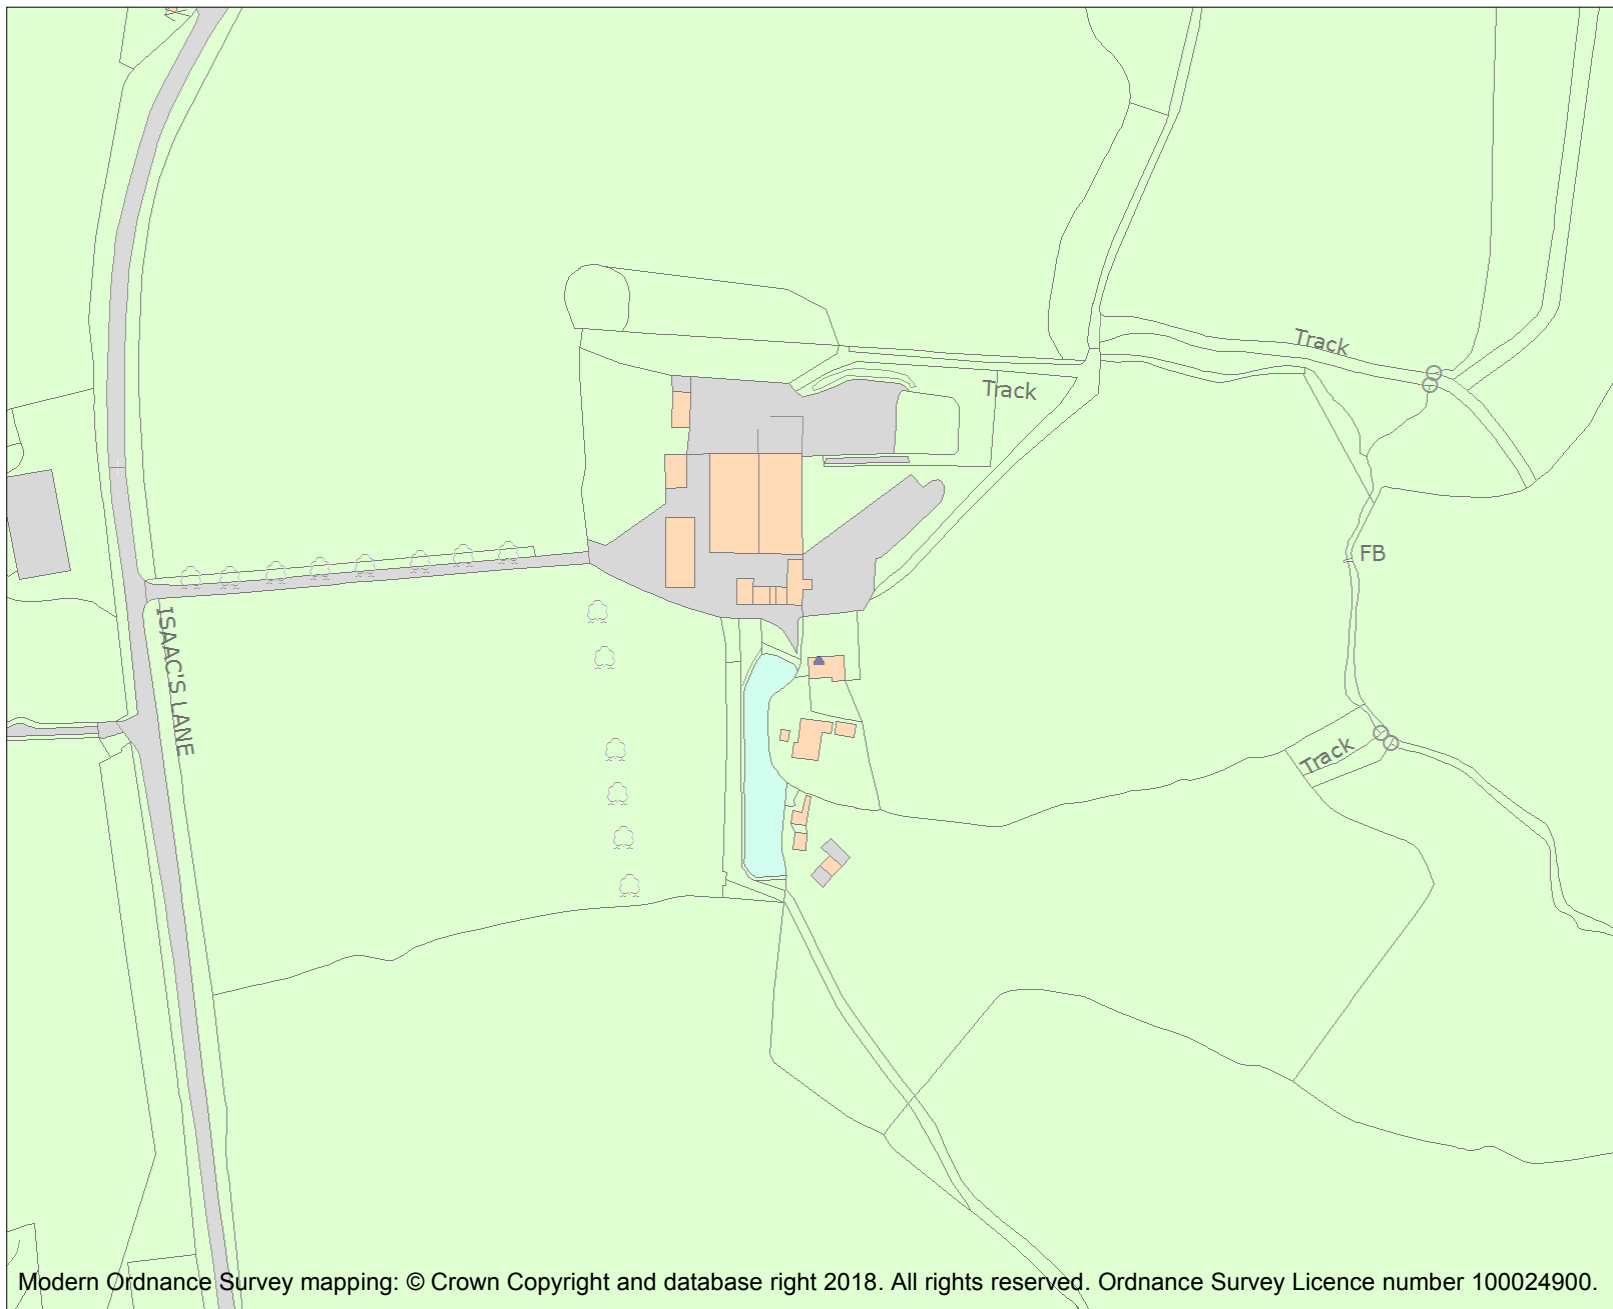 Track
Track
FB
ISAAC'S LANE
Track
Modern Ordnance Survey mapping: © Crown Copyright and database right 2018. All rights reserved. Ordnance Survey Licence number 100024900.